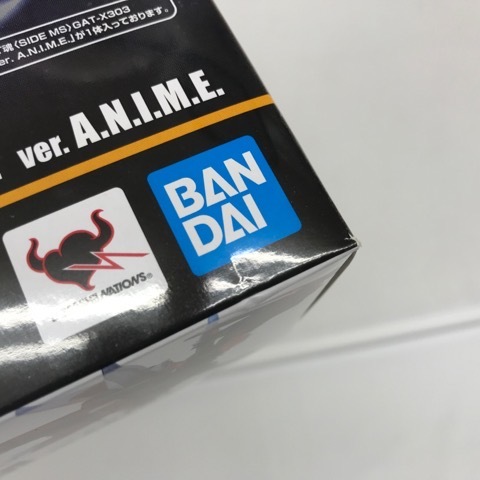 魂〈SIDE MS〉GAT-X303
er. A.N.I.M.E.」が1体入っております。
ver. A.N.I.M.E.
BAN
DAI
NATIONS®